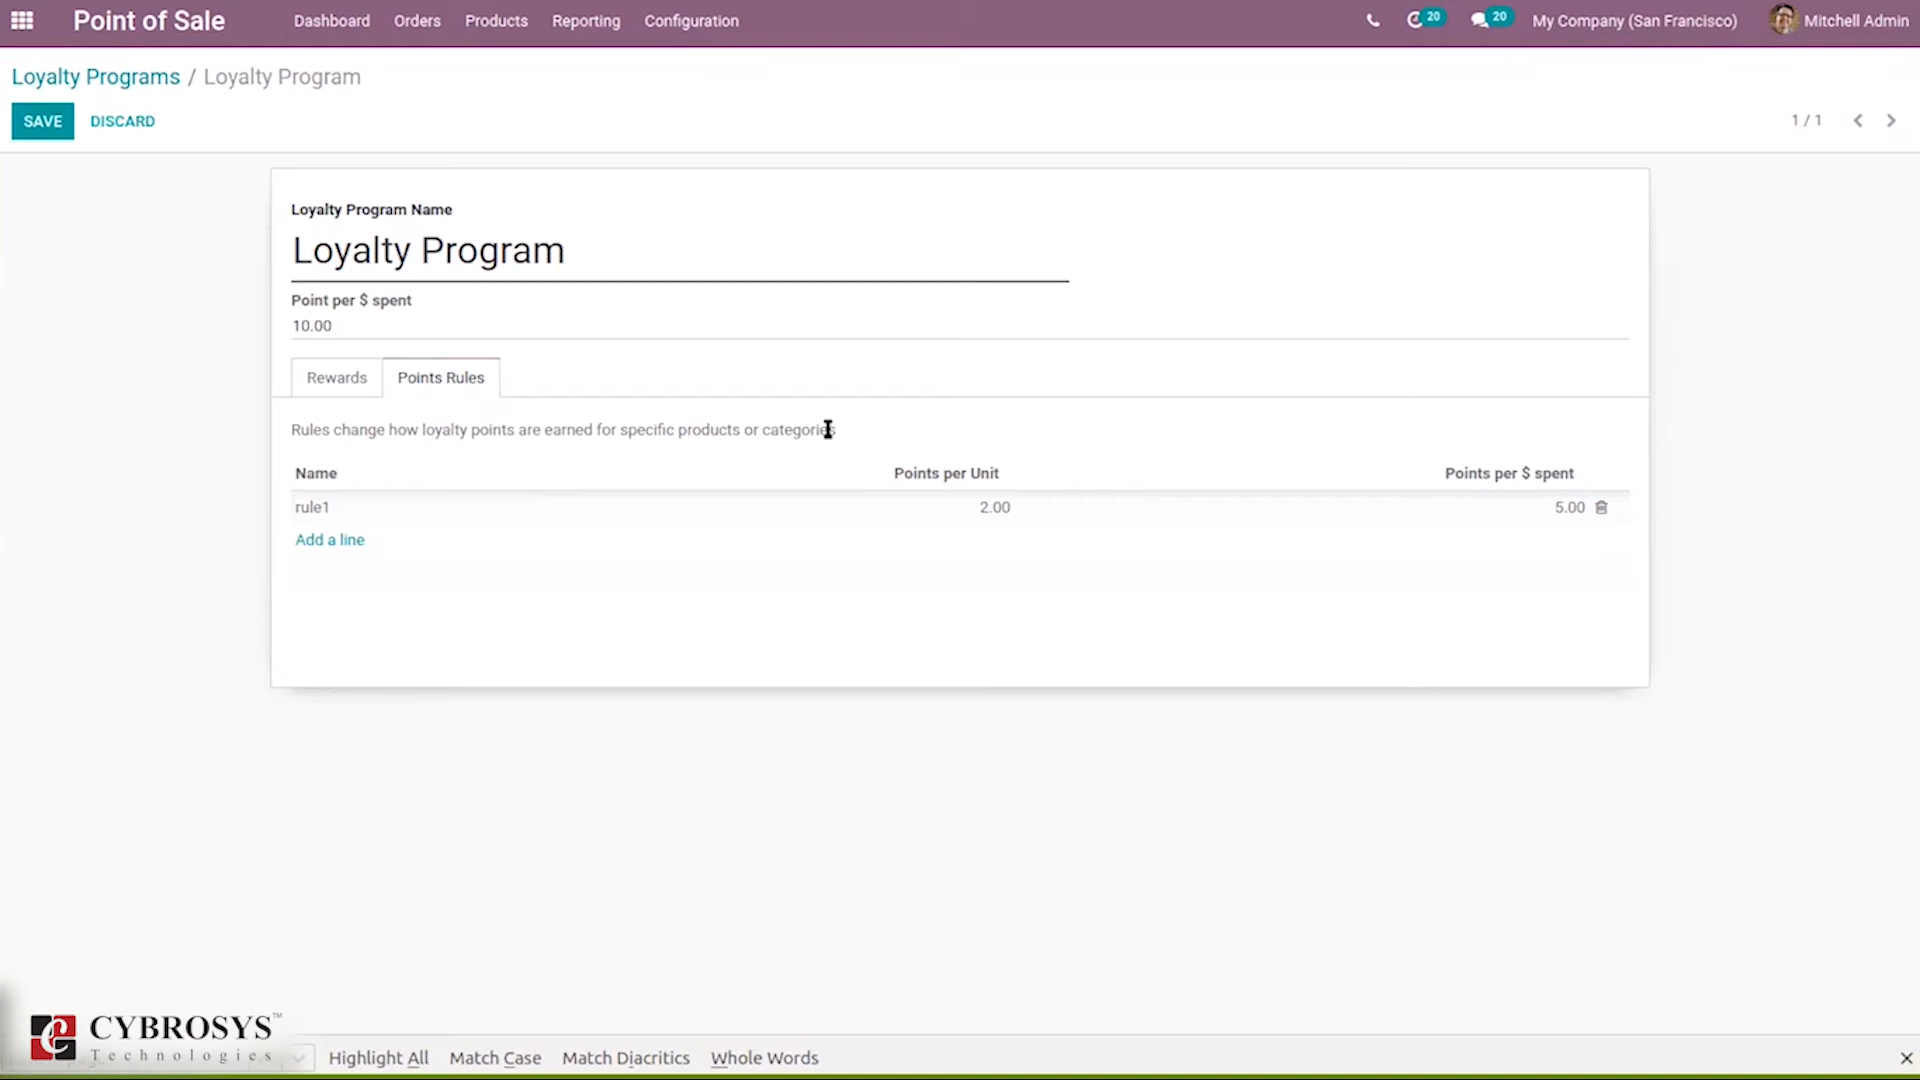 Point of Sale Dashboard Orders Products Reporting Configuration 20 20 My Company (San Francisco) Mitchell Admin
Loyalty Programs / Loyalty Program
SAVE DISCARD 1 / 1
Loyalty Program Name
Loyalty Program
Point per $ spent
10.00
Rewards Points Rules
Rules change how loyalty points are earned for specific products or categories
Name Points per Unit Points per $ spent
rule1 2.00 5.00
Add a line
CYBROSYS™
Technologies
Highlight All Match Case Match Diacritics Whole Words